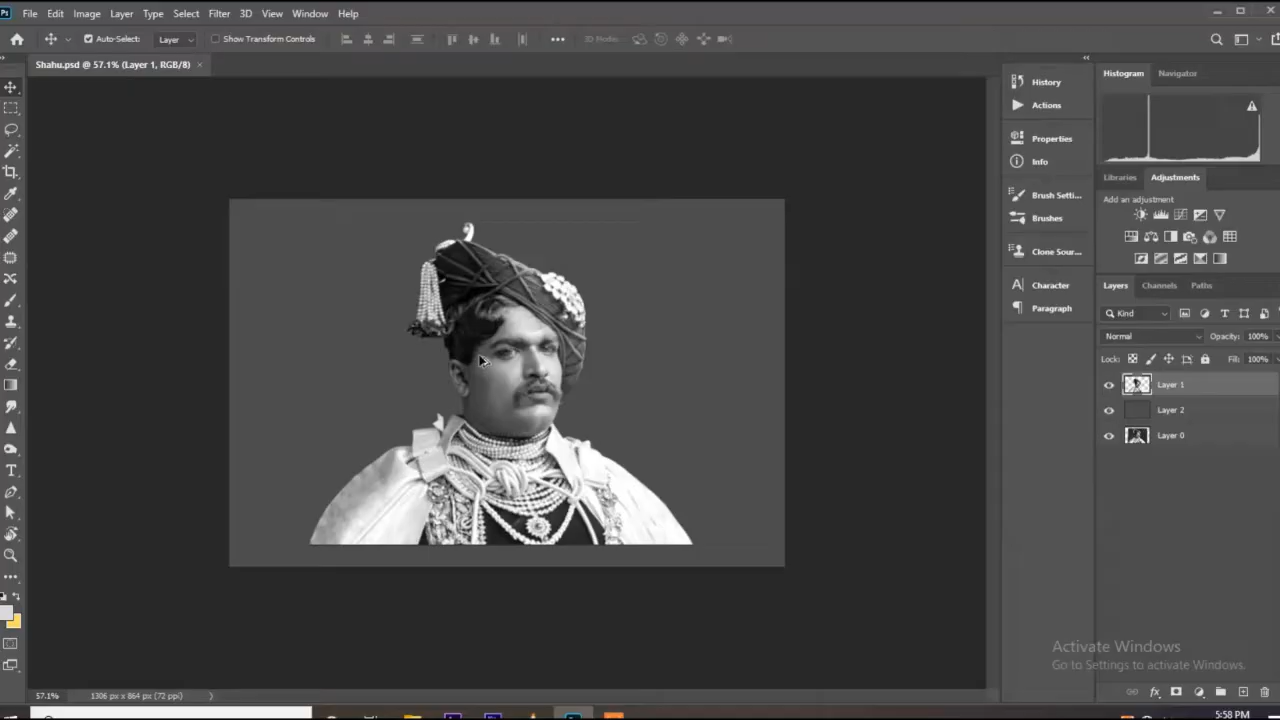 Ps File Edit Image Layer Type Select Filter 3D View Window Help
Auto-Select: Layer Show Transform Controls
Shahu.psd @ 57.1% (Layer 1, RGB/8) ×
History
Actions
Properties
Info
Brush Setti...
Brushes
Clone Sour...
Character
Paragraph
Histogram Navigator
Libraries Adjustments
Add an adjustment
Layers Channels Paths
Kind
Normal Opacity: 100%
Lock: Fill: 100%
Layer 1
Layer 2
Layer 0
Activate Windows
Go to Settings to activate Windows.
57.1% 1306 px x 864 px (72 ppi)
5:58 PM